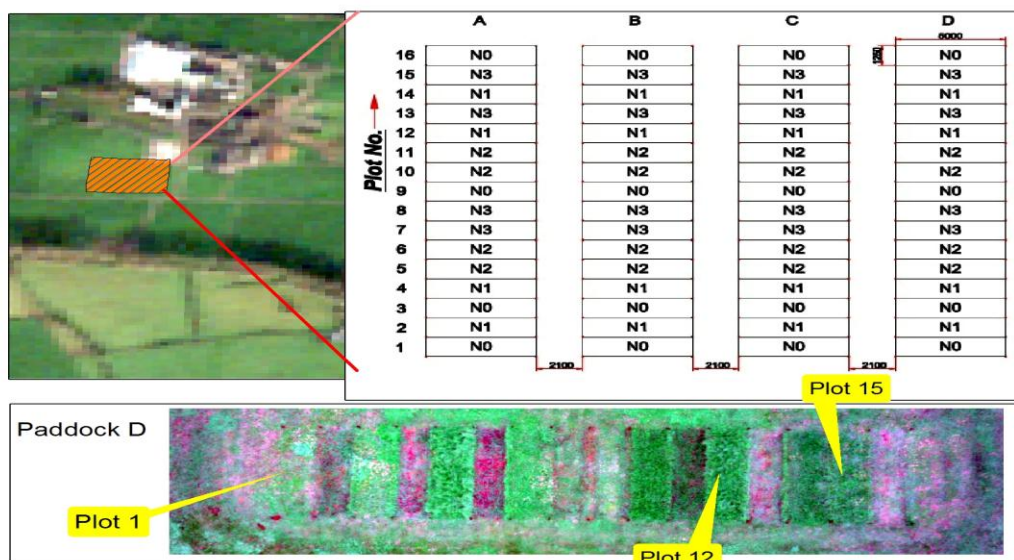 A B C D
5000
16 N0 N0 N0 1250 N0
15 N3 N3 N3 N3
14 N1 N1 N1 N1
13 N3 N3 N3 N3
12 N1 N1 N1 N1
11 N2 N2 N2 N2
10 N2 N2 N2 N2
9 N0 N0 N0 N0
8 N3 N3 N3 N3
7 N3 N3 N3 N3
6 N2 N2 N2 N2
5 N2 N2 N2 N2
4 N1 N1 N1 N1
3 N0 N0 N0 N0
2 N1 N1 N1 N1
1 N0 N0 N0 N0
Plot No.
2100 2100 2100
Plot 15
Paddock D
Plot 1
Plot 12